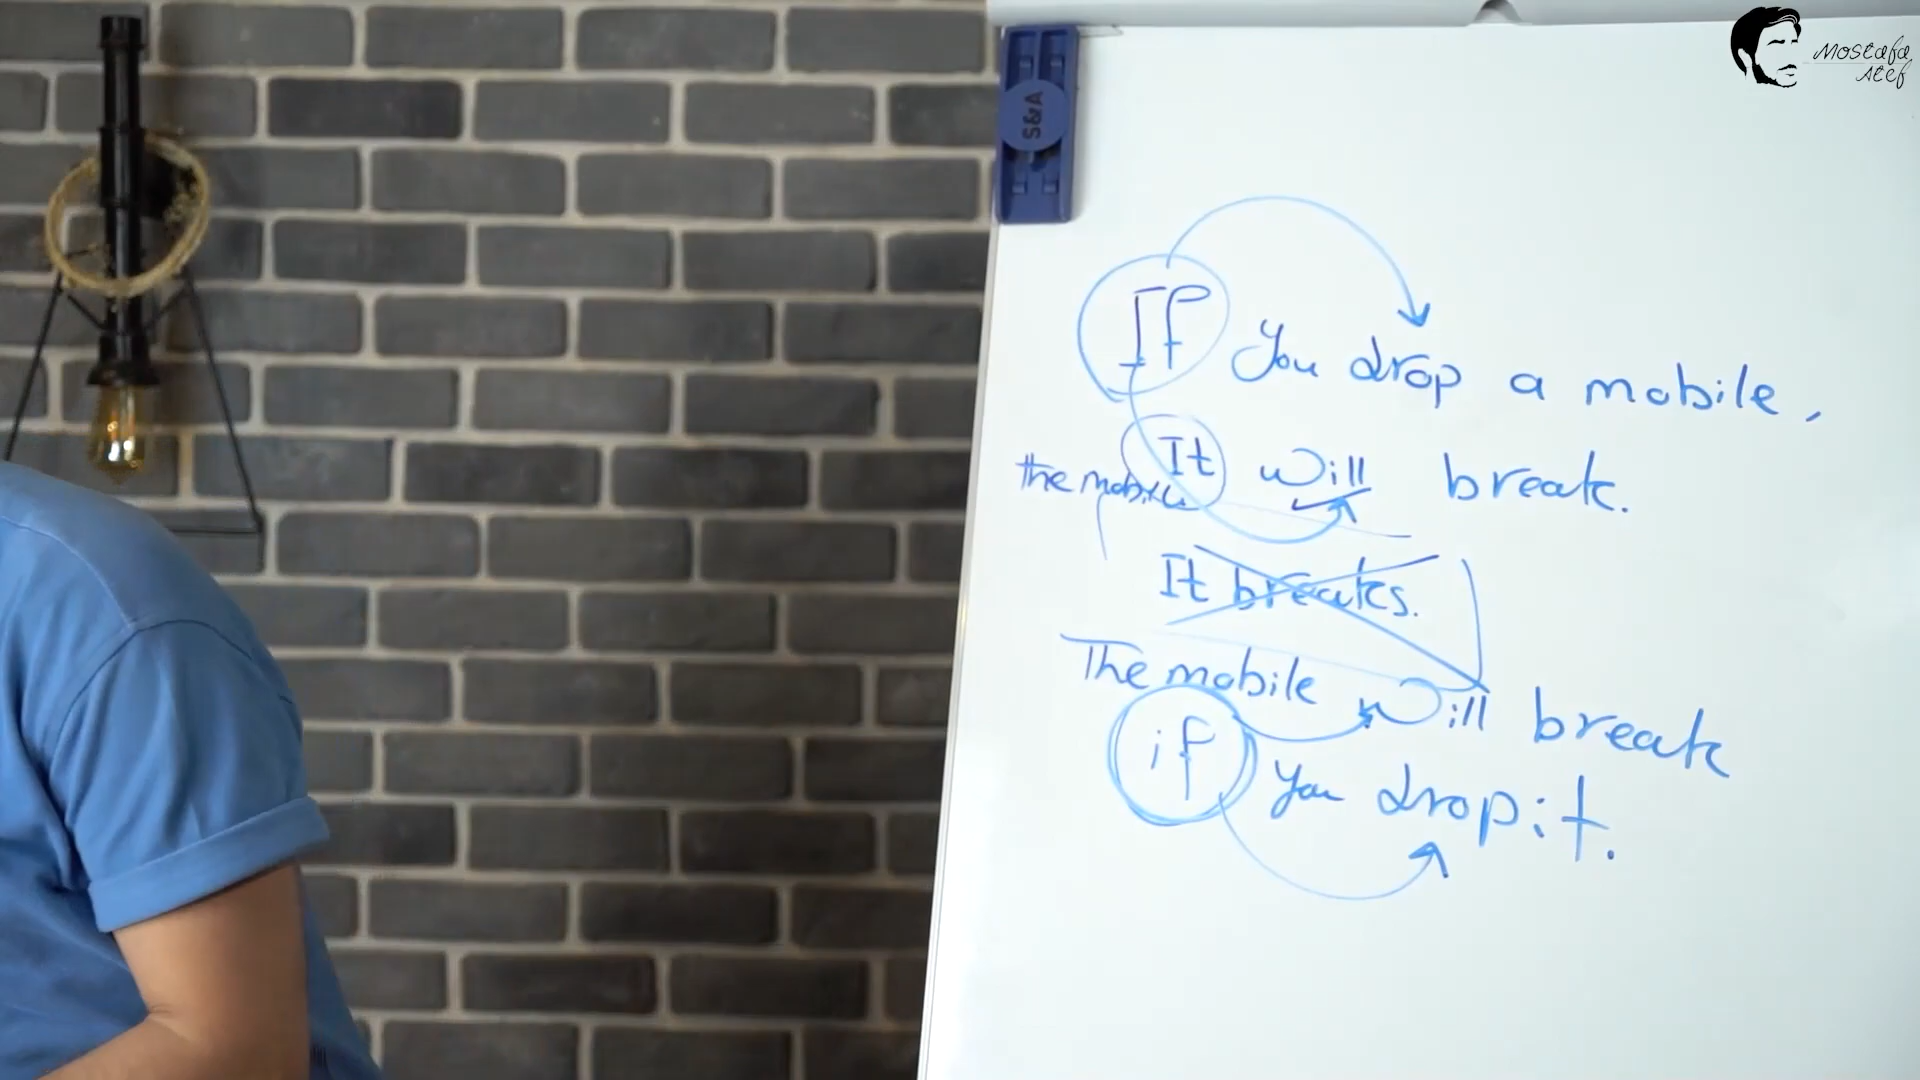 Mostafa
Atef
S&A
If You drop a mobile,
It will break.
the mobile
It breaks.
The mobile will break
if You drop it.